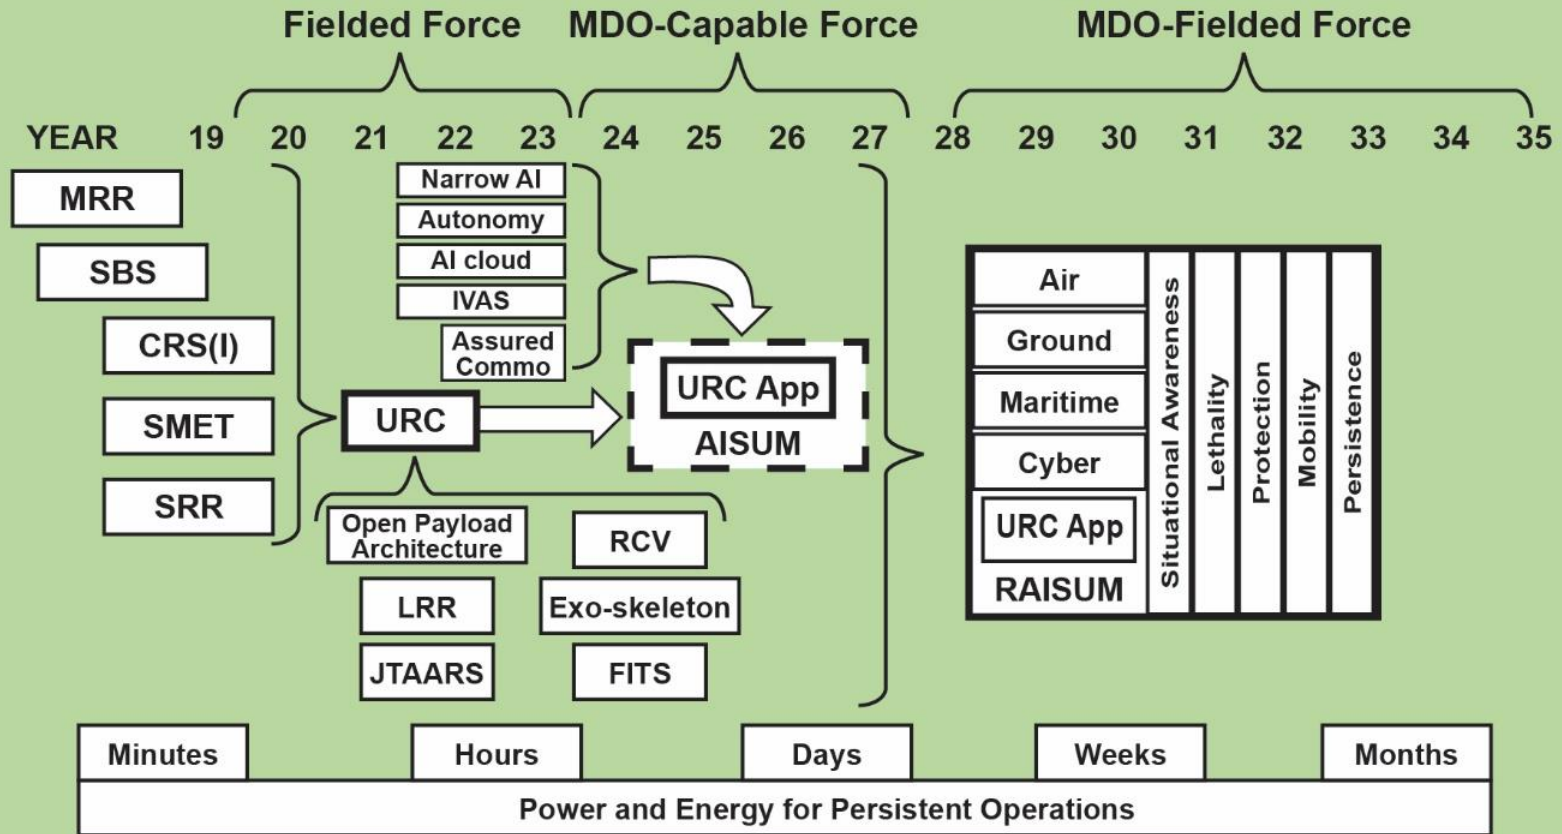 Fielded Force MDO-Capable Force MDO-Fielded Force
YEAR 19 20 21 22 23 24 25 26 27 28 29 30 31 32 33 34 35
MRR
SBS
CRS(I)
SMET
SRR
Narrow AI
Autonomy
AI cloud
IVAS
Assured
Commo
URC
URC App
AISUM
Open Payload
Architecture
LRR
JTAARS
RCV
Exo-skeleton
FITS
Air
Ground
Maritime
Cyber
URC App
RAISUM
Situational Awareness
Lethality
Protection
Mobility
Persistence
Minutes Hours Days Weeks Months
Power and Energy for Persistent Operations